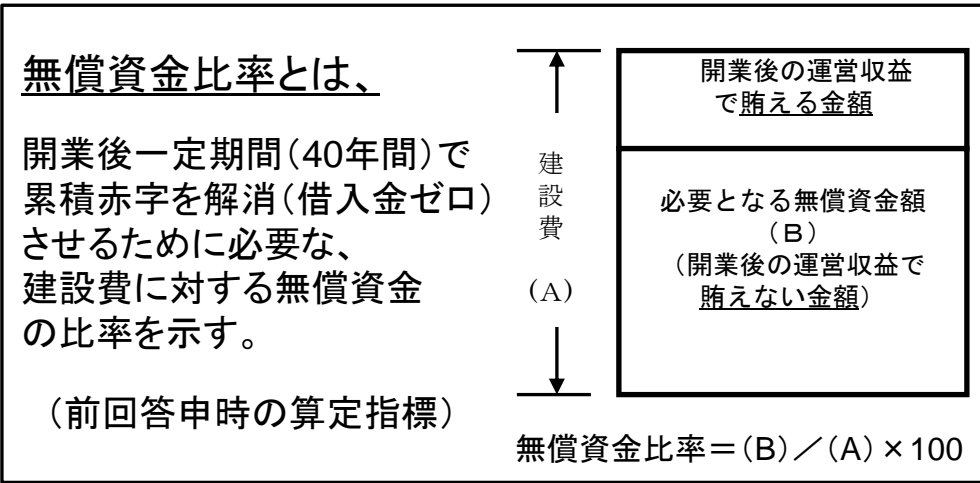 無償資金比率とは、
開業後一定期間（40年間）で
累積赤字を解消（借入金ゼロ）
させるために必要な、
建設費に対する無償資金
の比率を示す。
（前回答申時の算定指標）
建設費
（A）
開業後の運営収益
で賄える金額
必要となる無償資金額
（Ｂ）
（開業後の運営収益で
賄えない金額）
無償資金比率＝（B）／（A）×100